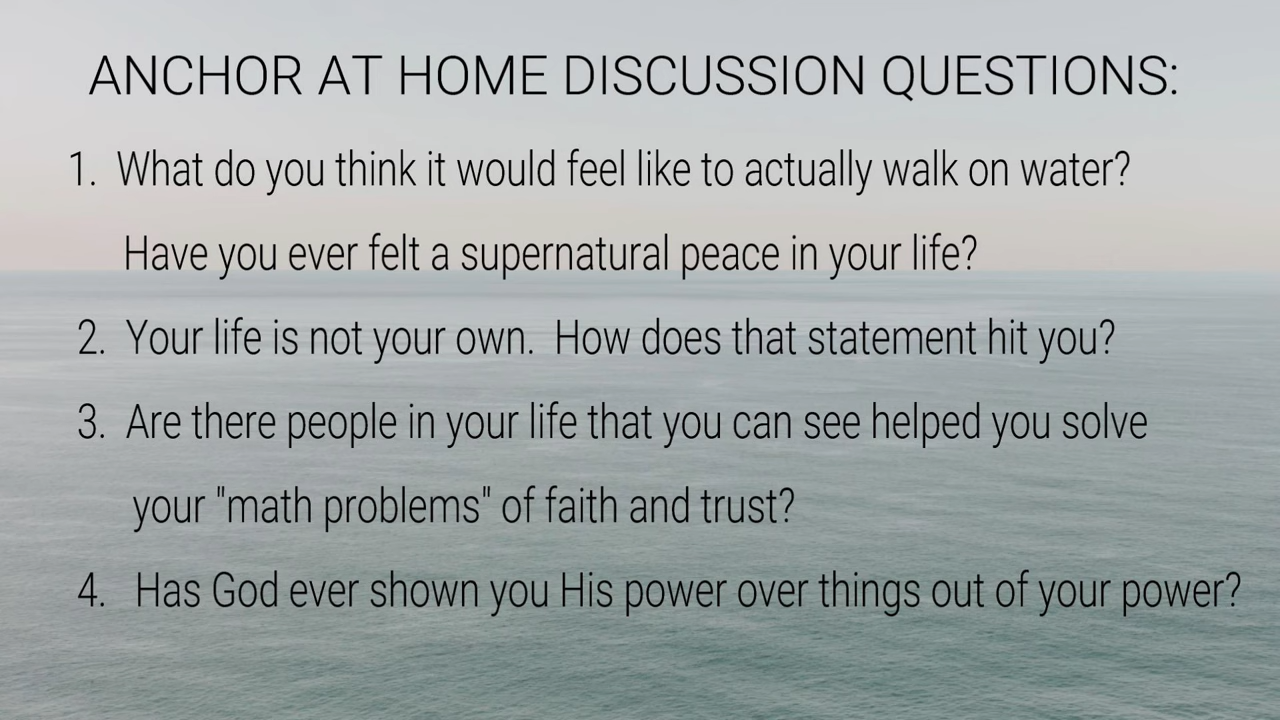 ANCHOR AT HOME DISCUSSION QUESTIONS:
1. What do you think it would feel like to actually walk on water?
Have you ever felt a supernatural peace in your life?
2. Your life is not your own. How does that statement hit you?
3. Are there people in your life that you can see helped you solve
your "math problems" of faith and trust?
4. Has God ever shown you His power over things out of your power?